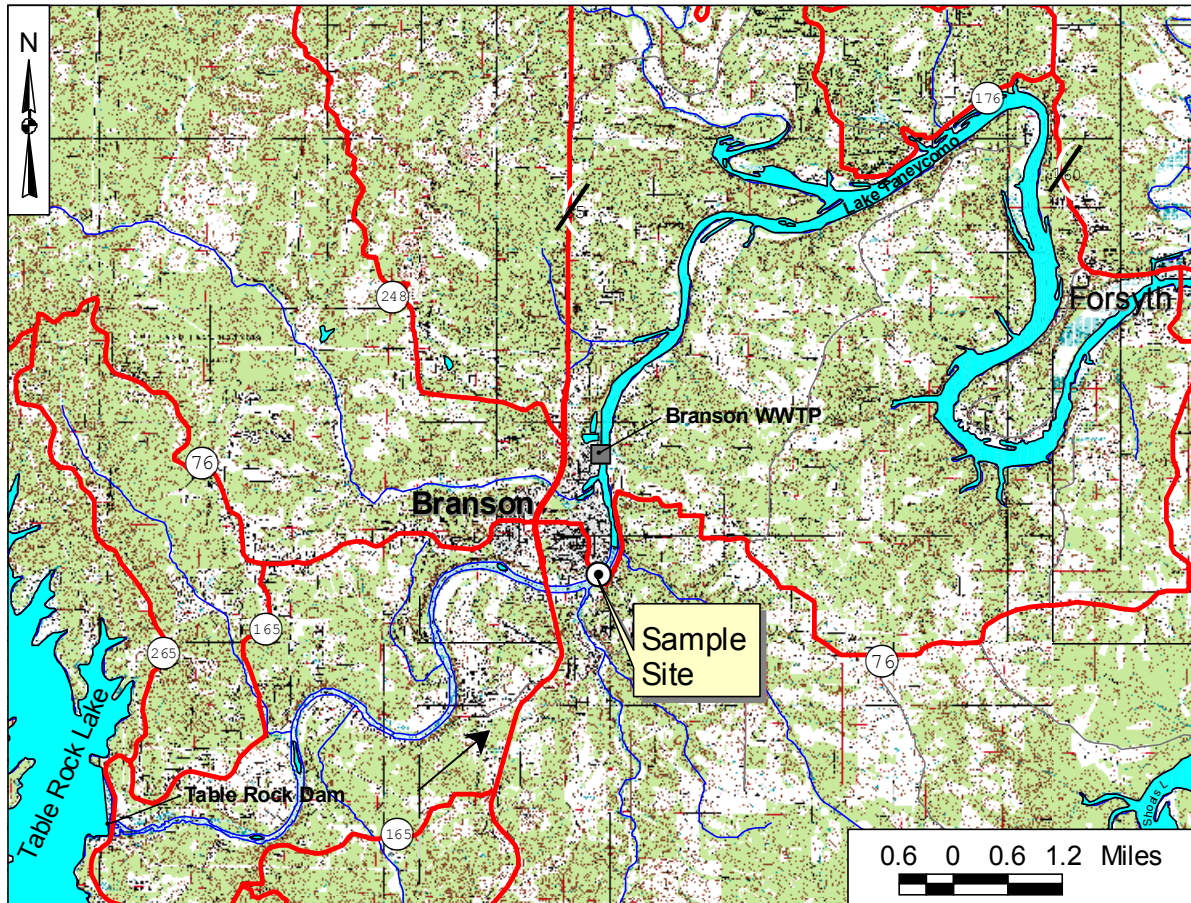 N
176
Lake Taneycomo
248
Forsyth
Branson WWTP
76
Branson
Sample
Site
165
265
76
Table Rock Lake
Table Rock Dam
165
Shoals L
0.6 0 0.6 1.2 Miles